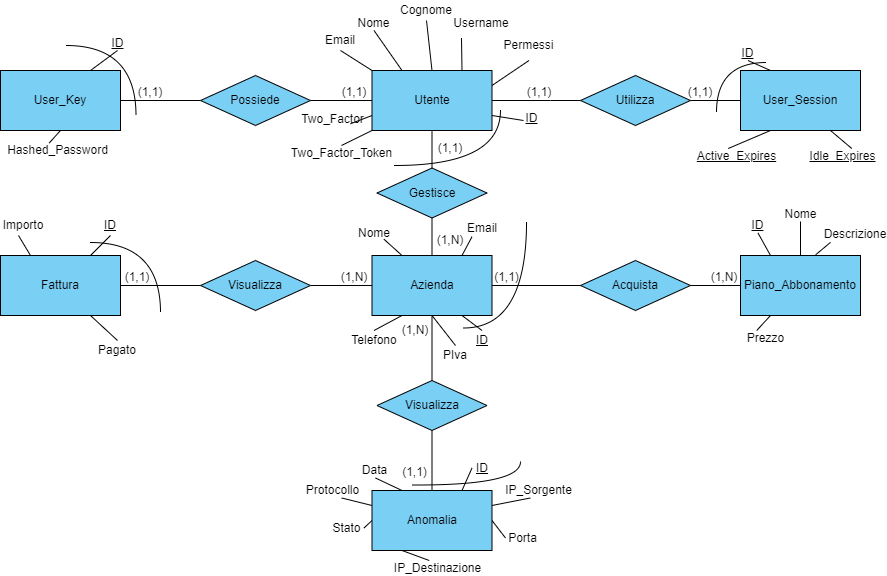 Cognome
Nome
Username
Email
Permessi
ID
ID
User_Key
(1,1)
Possiede
(1,1)
Utente
(1,1)
Utilizza
(1,1)
User_Session
Two_Factor
ID
Hashed_Password
Two_Factor_Token
(1,1)
Active_Expires
Idle_Expires
Gestisce
Importo
ID
Nome
Email
(1,N)
ID
Nome
Descrizione
Fattura
(1,1)
Visualizza
(1,N)
Azienda
(1,1)
Acquista
(1,N)
Piano_Abbonamento
Pagato
Telefono
(1,N)
PIva
ID
Prezzo
Visualizza
Data
(1,1)
ID
Protocollo
IP_Sorgente
Stato
Anomalia
Porta
IP_Destinazione